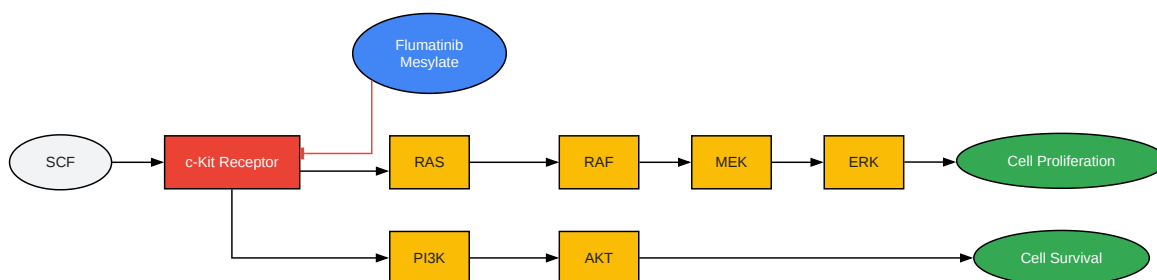 Flumatinib
Mesylate
SCF
c-Kit Receptor
RAS
RAF
MEK
ERK
Cell Proliferation
PI3K
AKT
Cell Survival